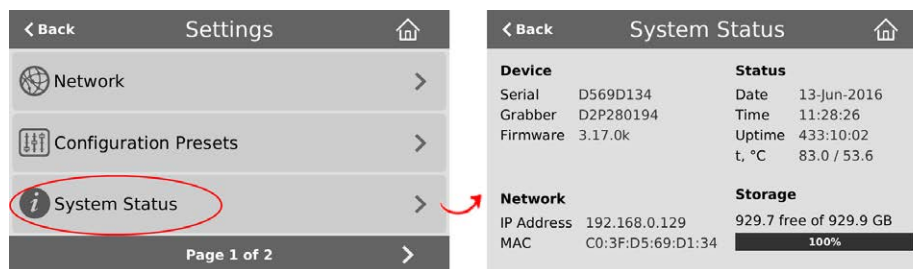 Back Settings
Network
Configuration Presets
System Status
Page 1 of 2
Back System Status
Device
Serial D569D134
Grabber D2P280194
Firmware 3.17.0k
Status
Date 13-Jun-2016
Time 11:28:26
Uptime 433:10:02
t, °C 83.0 / 53.6
Network
IP Address 192.168.0.129
MAC C0:3F:D5:69:D1:34
Storage
929.7 free of 929.9 GB
100%